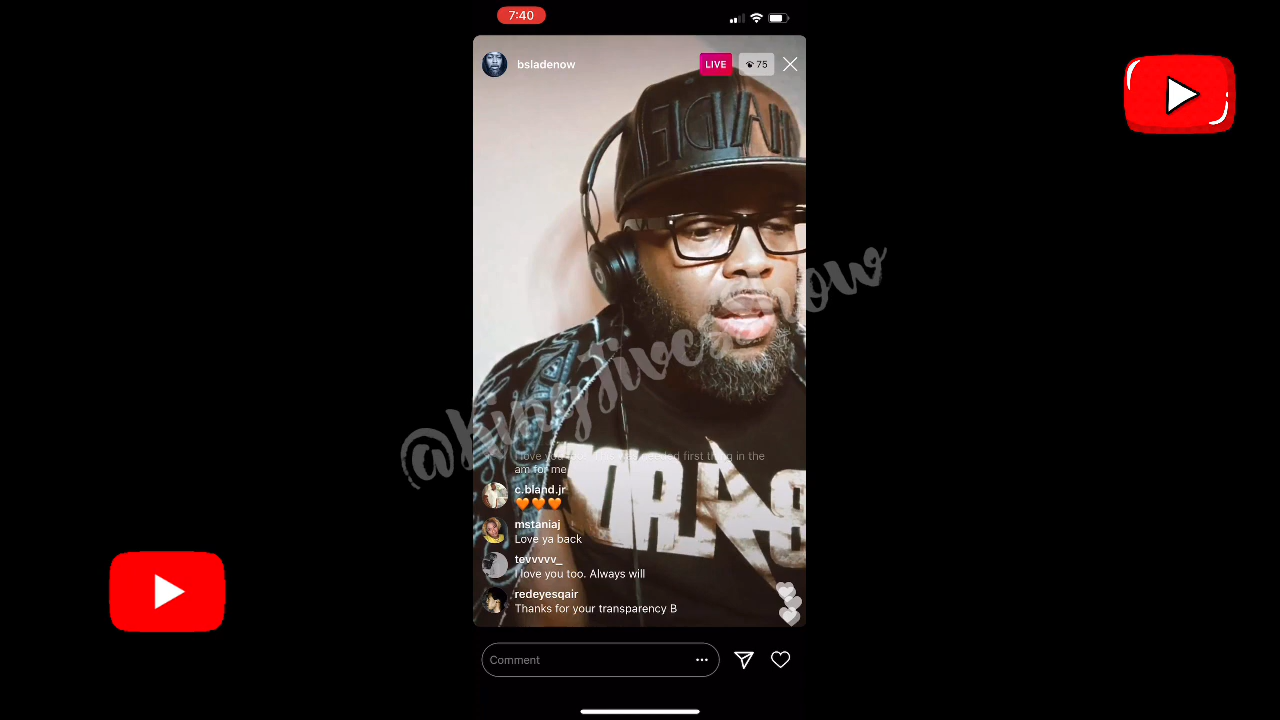 7:40
bsladenow
LIVE
75
@KingJivesnow
am for me
c.bland.jr
🧡🧡🧡
mstaniaj
Love ya back
tevvvvv_
I love you too. Always will
redeyesqair
Thanks for your transparency B
Comment